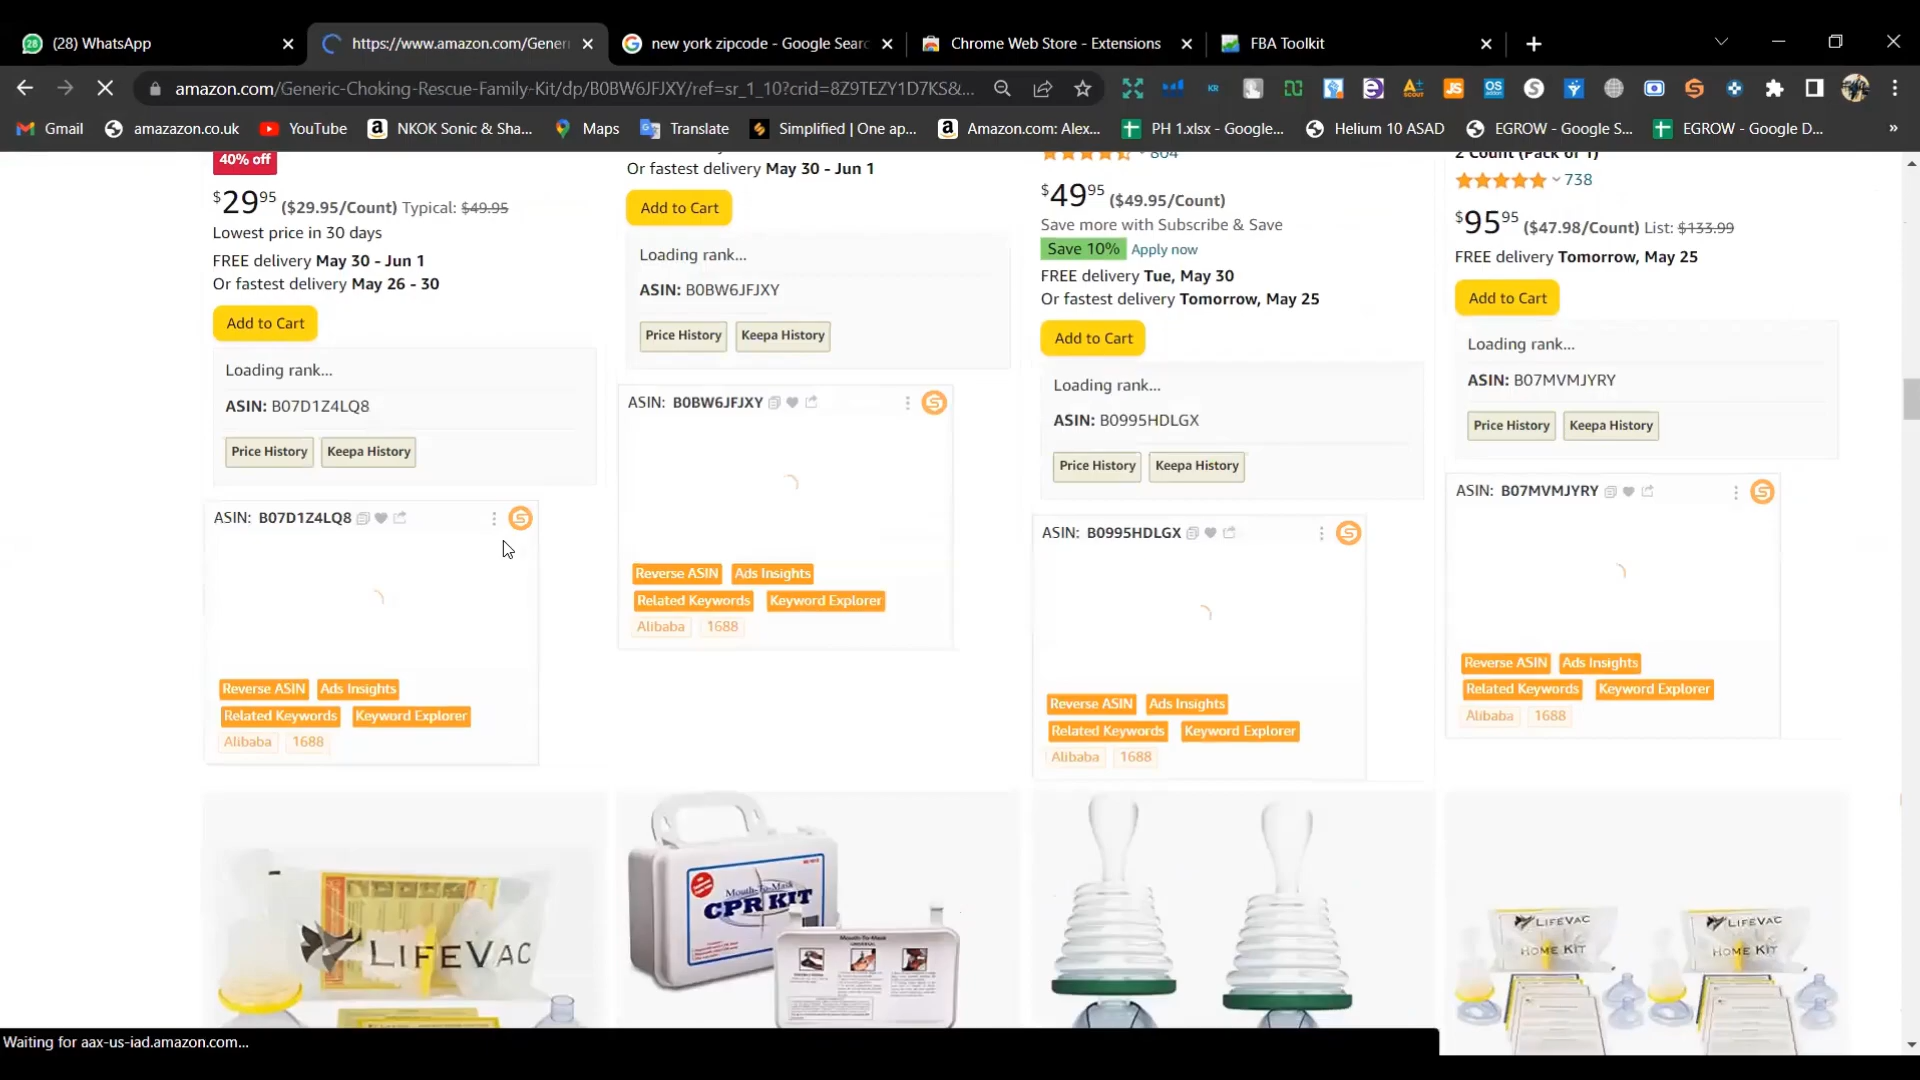 (28) WhatsApp
https://www.amazon.com/Generi
new york zipcode - Google Searc
Chrome Web Store - Extensions
FBA Toolkit
amazon.com/Generic-Choking-Rescue-Family-Kit/dp/B0BW6JFJXY/ref=sr_1_10?crid=8Z9TEZY1D7KS&...
Gmail
amazazon.co.uk
YouTube
NKOK Sonic & Sha...
Maps
Translate
Simplified | One ap...
Amazon.com: Alex...
PH 1.xlsx - Google...
Helium 10 ASAD
EGROW - Google S...
EGROW - Google D...
40% off
$29.95 ($29.95/Count) Typical: $49.95
Lowest price in 30 days
FREE delivery May 30 - Jun 1
Or fastest delivery May 26 - 30
Add to Cart
Loading rank...
ASIN: B07D1Z4LQ8
Price History
Keepa History
ASIN: B07D1Z4LQ8
Reverse ASIN
Ads Insights
Related Keywords
Keyword Explorer
Alibaba
1688
Or fastest delivery May 30 - Jun 1
Add to Cart
Loading rank...
ASIN: B0BW6JFJXY
Price History
Keepa History
ASIN: B0BW6JFJXY
Reverse ASIN
Ads Insights
Related Keywords
Keyword Explorer
Alibaba
1688
804
$49.95 ($49.95/Count)
Save more with Subscribe & Save
Save 10% Apply now
FREE delivery Tue, May 30
Or fastest delivery Tomorrow, May 25
Add to Cart
Loading rank...
ASIN: B0995HDLGX
Price History
Keepa History
ASIN: B0995HDLGX
Reverse ASIN
Ads Insights
Related Keywords
Keyword Explorer
Alibaba
1688
2 Count (Pack of 1)
738
$95.95 ($47.98/Count) List: $133.99
FREE delivery Tomorrow, May 25
Add to Cart
Loading rank...
ASIN: B07MVMJYRY
Price History
Keepa History
ASIN: B07MVMJYRY
Reverse ASIN
Ads Insights
Related Keywords
Keyword Explorer
Alibaba
1688
LIFEVAC
Mouth-To-Mask
CPR KIT
LIFEVAC
HOME KIT
LIFEVAC
HOME KIT
Waiting for aax-us-iad.amazon.com...